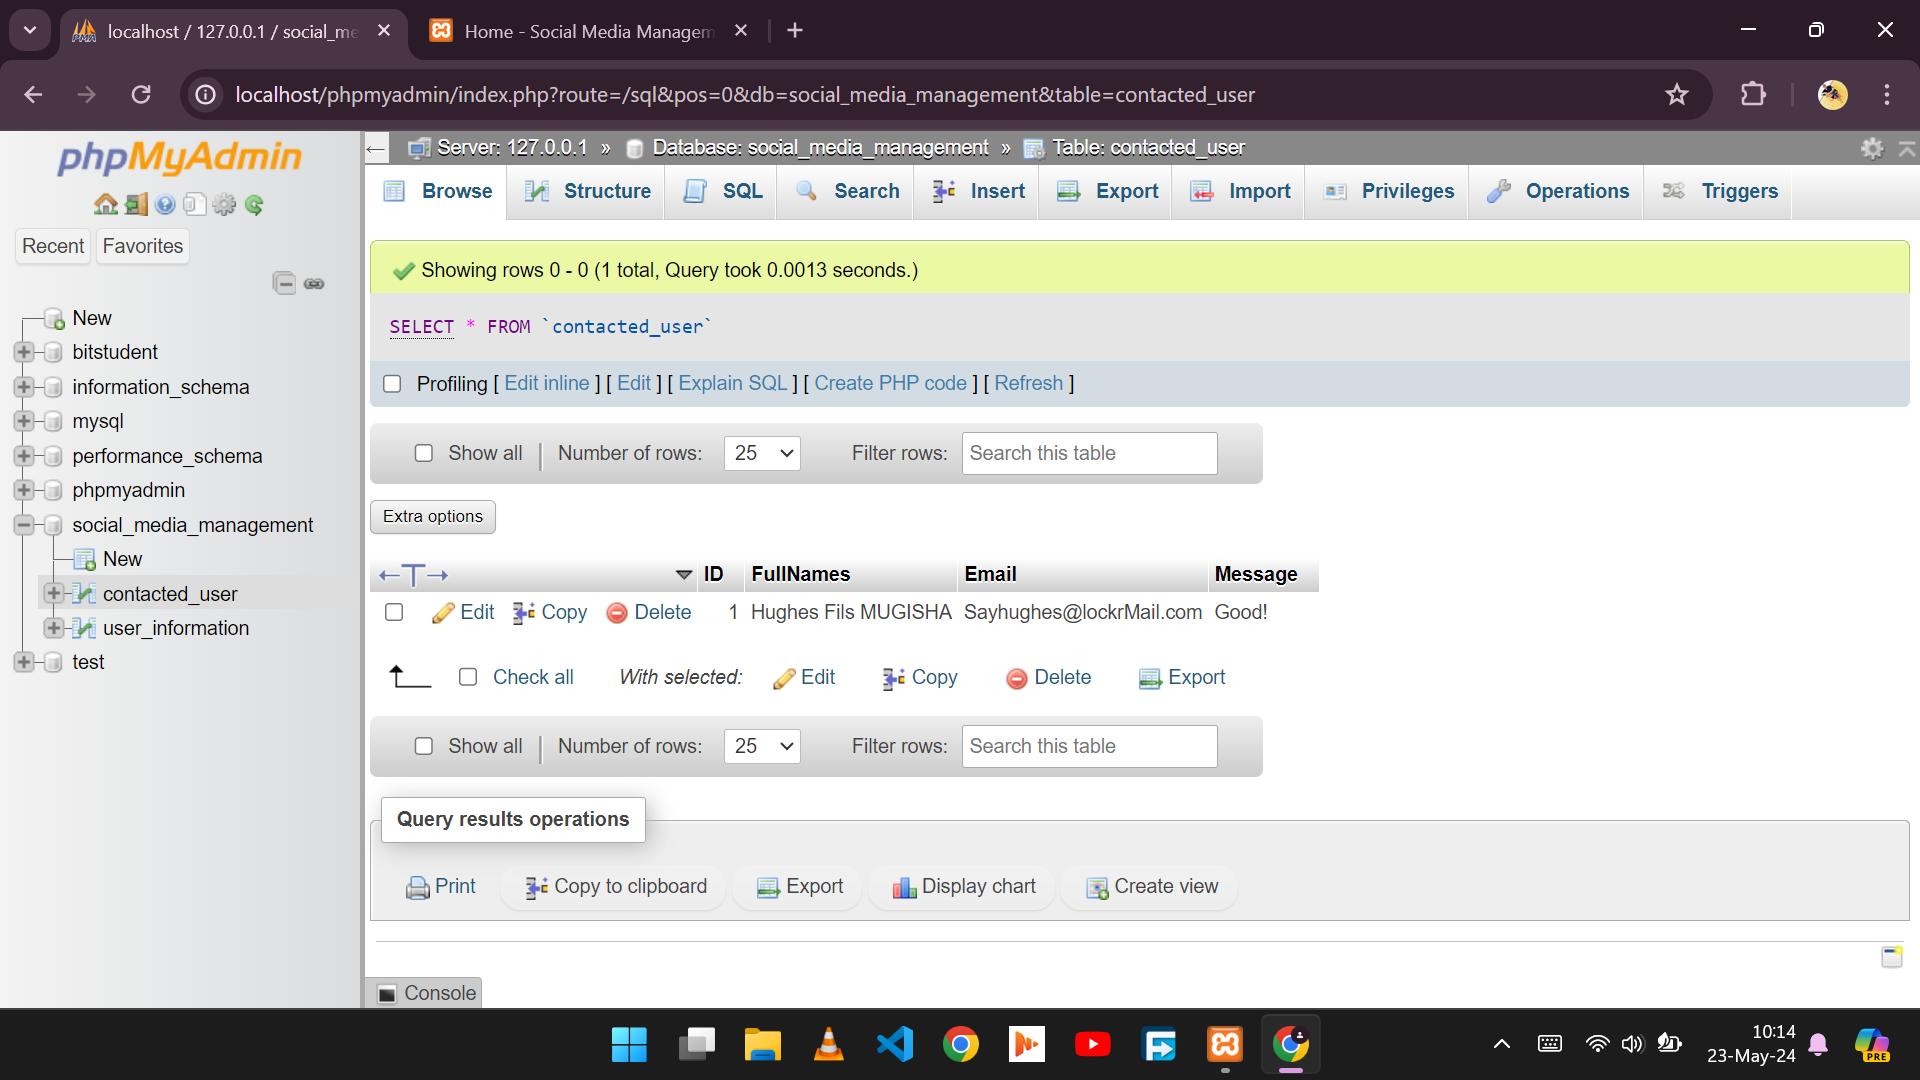 localhost / 127.0.0.1 / social_me
Home - Social Media Managem
localhost/phpmyadmin/index.php?route=/sql&pos=0&db=social_media_management&table=contacted_user
phpMyAdmin
Recent
Favorites
New
bitstudent
information_schema
mysql
performance_schema
phpmyadmin
social_media_management
New
contacted_user
user_information
test
Server: 127.0.0.1 » Database: social_media_management » Table: contacted_user
Browse Structure SQL Search Insert Export Import Privileges Operations Triggers
Showing rows 0 - 0 (1 total, Query took 0.0013 seconds.)
SELECT * FROM `contacted_user`
Profiling [ Edit inline ] [ Edit ] [ Explain SQL ] [ Create PHP code ] [ Refresh ]
Show all Number of rows: 25 Filter rows: Search this table
Extra options
ID FullNames Email Message
Edit Copy Delete 1 Hughes Fils MUGISHA Sayhughes@lockrMail.com Good!
Check all With selected: Edit Copy Delete Export
Show all Number of rows: 25 Filter rows: Search this table
Query results operations
Print Copy to clipboard Export Display chart Create view
Console
10:14
23-May-24
PRE